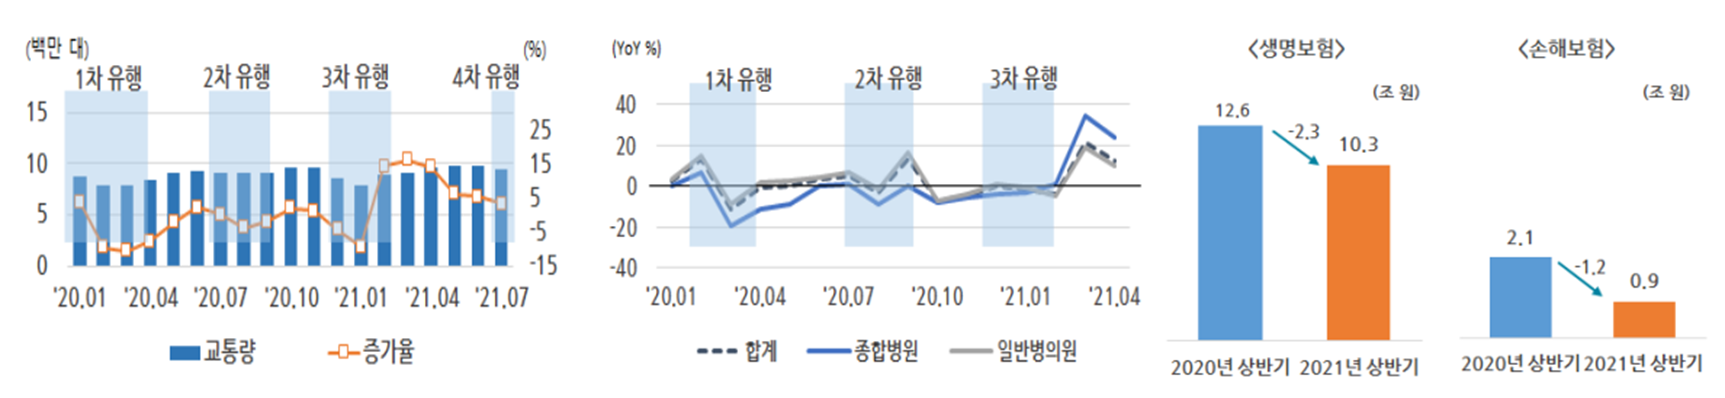 (백만 대)
(%)
1차 유행
2차 유행
3차 유행
4차 유행
15
10
5
0
25
15
5
-5
-15
'20.01
'20.04
'20.07
'20.10
'21.01
'21.04
'21.07
교통량
증가율
(YoY %)
1차 유행
2차 유행
3차 유행
40
20
0
-20
-40
'20.01
'20.04
'20.07
'20.10
'21.01
'21.04
합계
종합병원
일반병의원
<생명보험>
(조 원)
12.6
-2.3
10.3
2020년 상반기
2021년 상반기
<손해보험>
(조 원)
2.1
-1.2
0.9
2020년 상반기
2021년 상반기